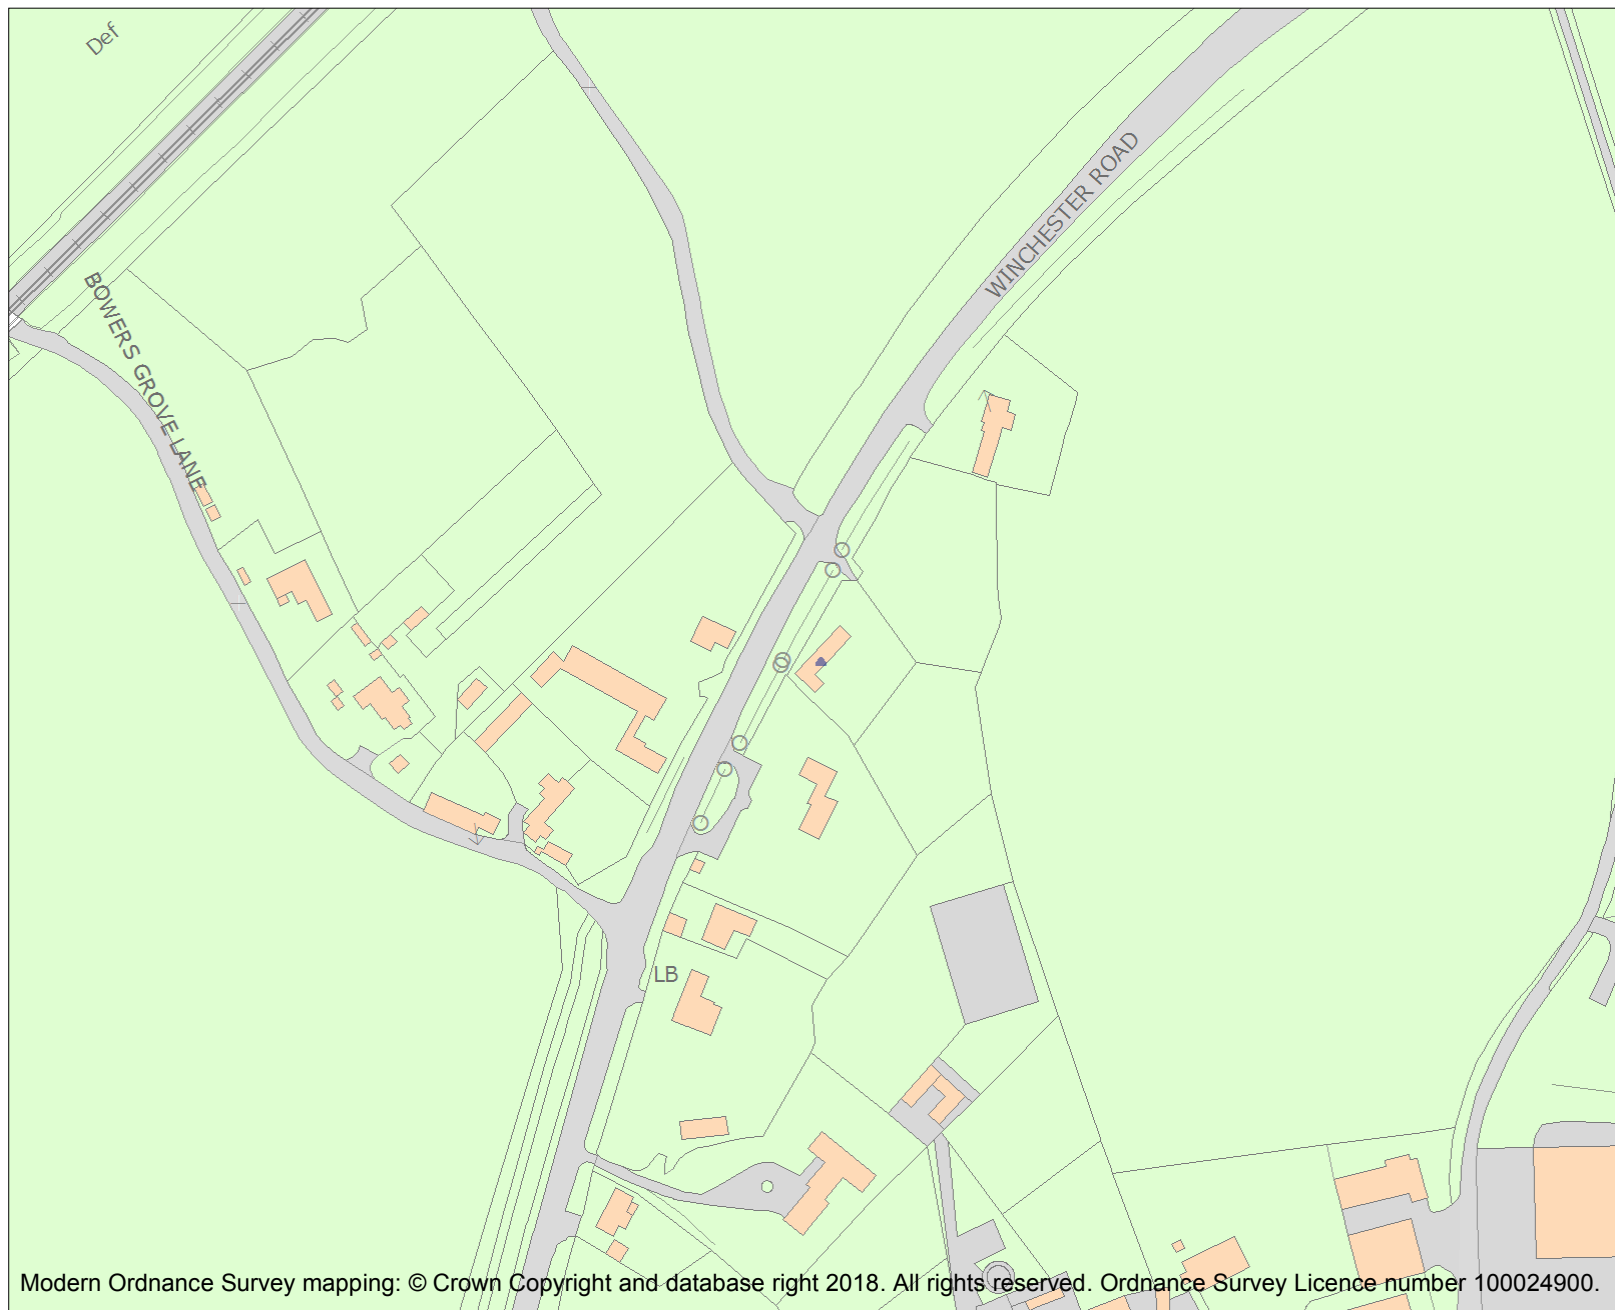 Def
WINCHESTER ROAD
BOWERS GROVE LANE
LB
Modern Ordnance Survey mapping: © Crown Copyright and database right 2018. All rights reserved. Ordnance Survey Licence number 100024900.